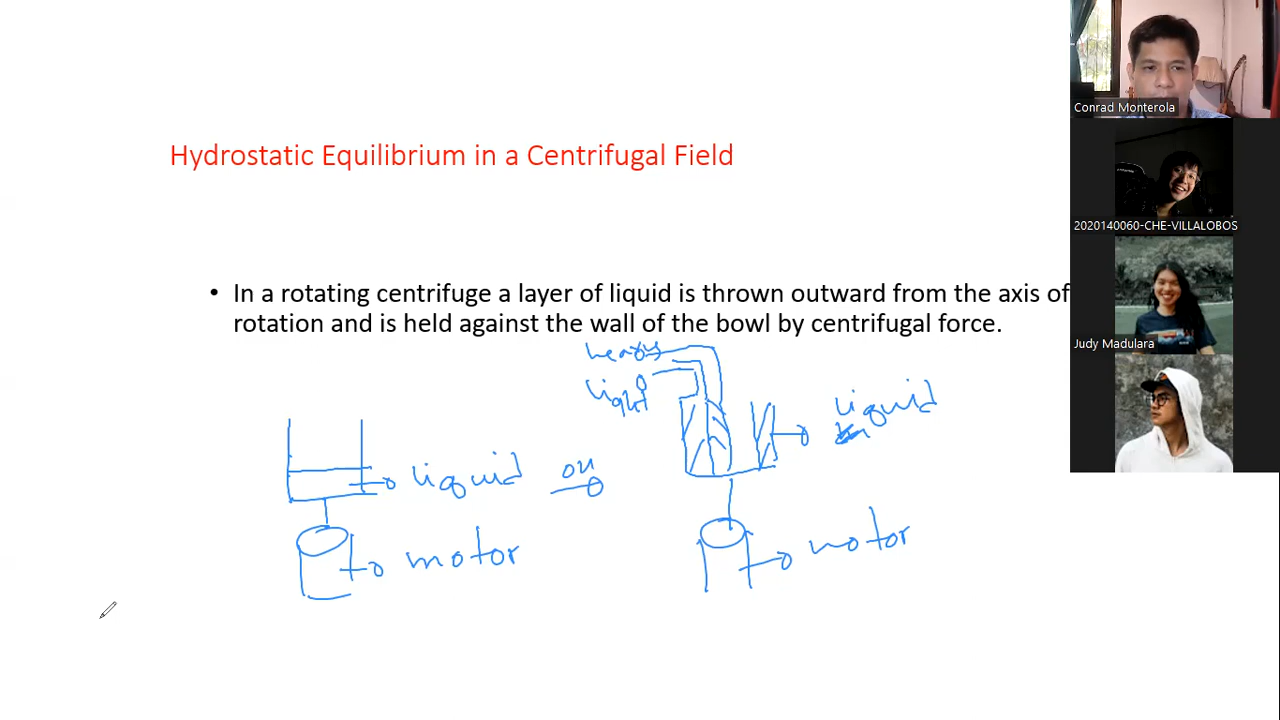 Hydrostatic Equilibrium in a Centrifugal Field
• In a rotating centrifuge a layer of liquid is thrown outward from the axis of
rotation and is held against the wall of the bowl by centrifugal force.
heavy
light
liquid
liquid
on
motor
motor
Conrad Monterola
2020140060-CHE-VILLALOBOS
Judy Madulara